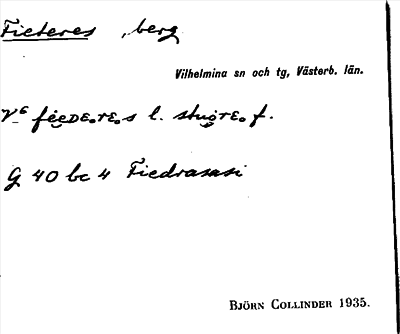 Fieteres , berg
Vilhelmina sn och tg, Västerb. län.
l. f.
G 40 bc 4 Fiedrasasi
BJÖRN COLLINDER 1935.